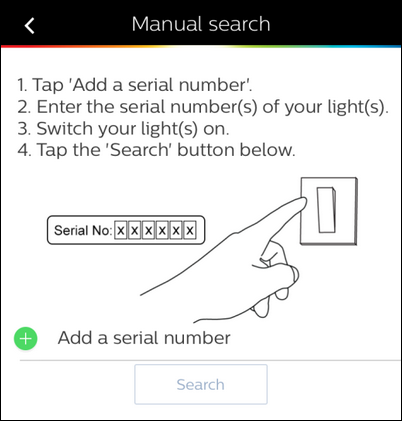 Manual search
1. Tap 'Add a serial number'.
2. Enter the serial number(s) of your light(s).
3. Switch your light(s) on.
4. Tap the 'Search' button below.
Serial No: X X X X X X
Add a serial number
Search